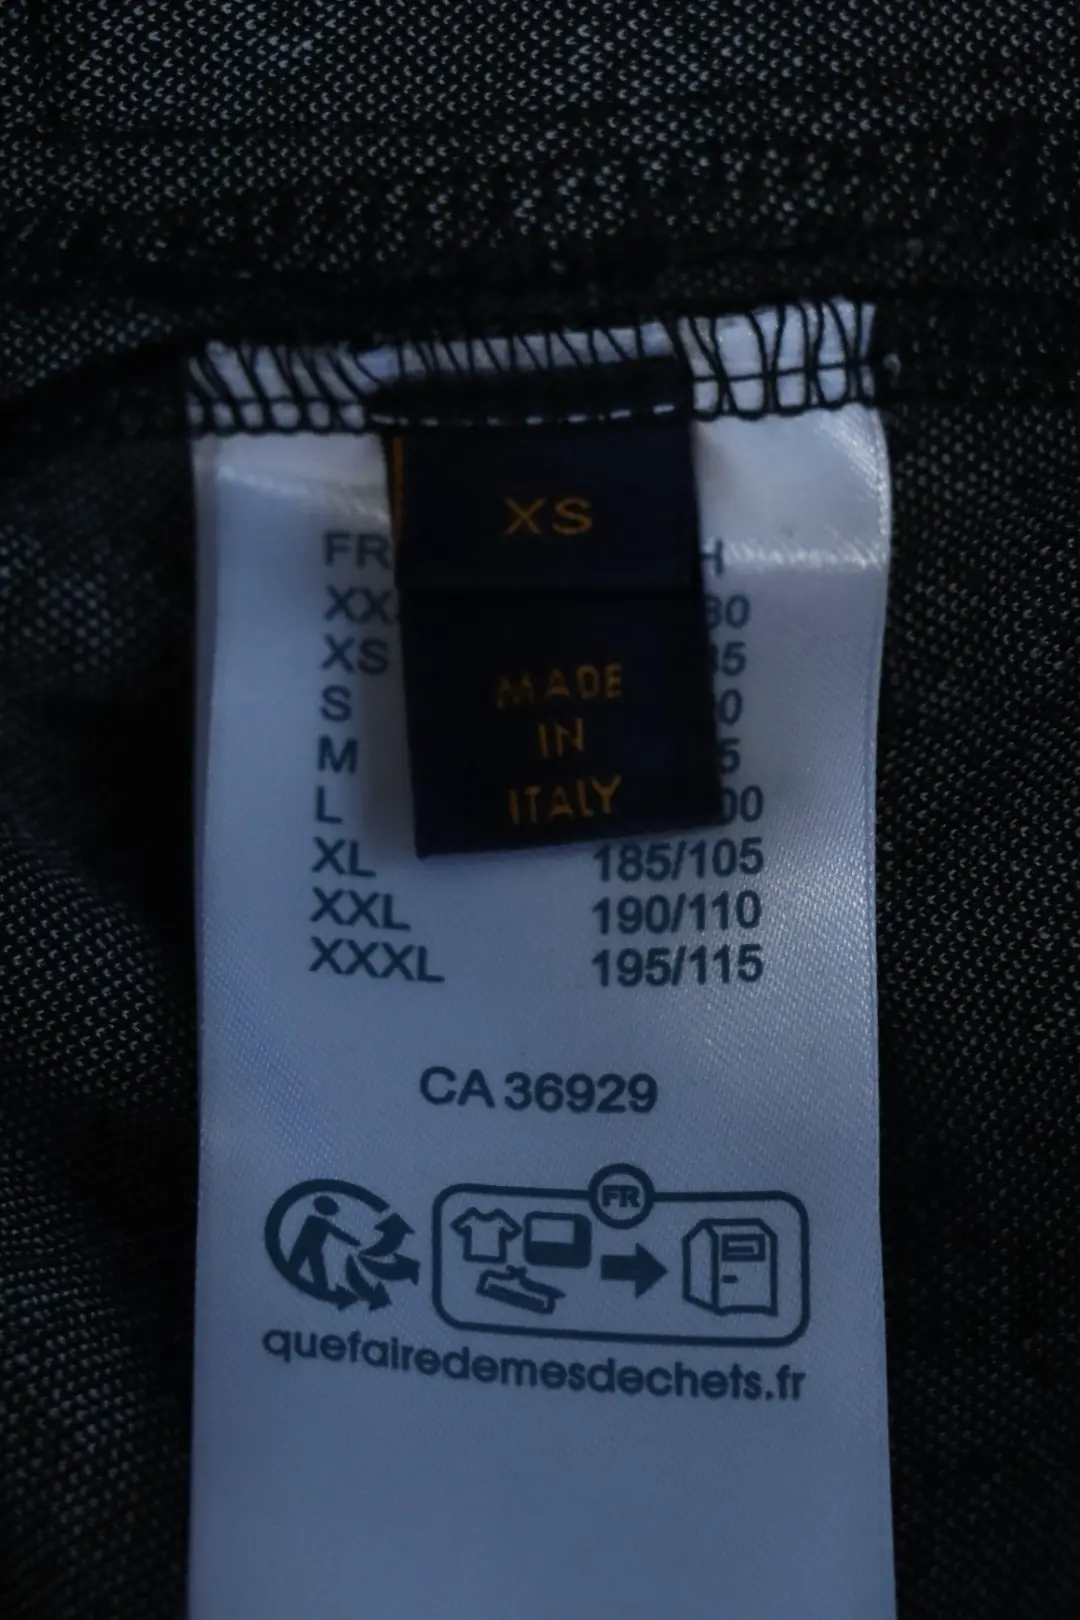 XS
MADE
IN
ITALY
FR
XS
S
M
L
XL 185/105
XXL 190/110
XXXL 195/115
CA 36929
FR
quefairedemesdechets.fr